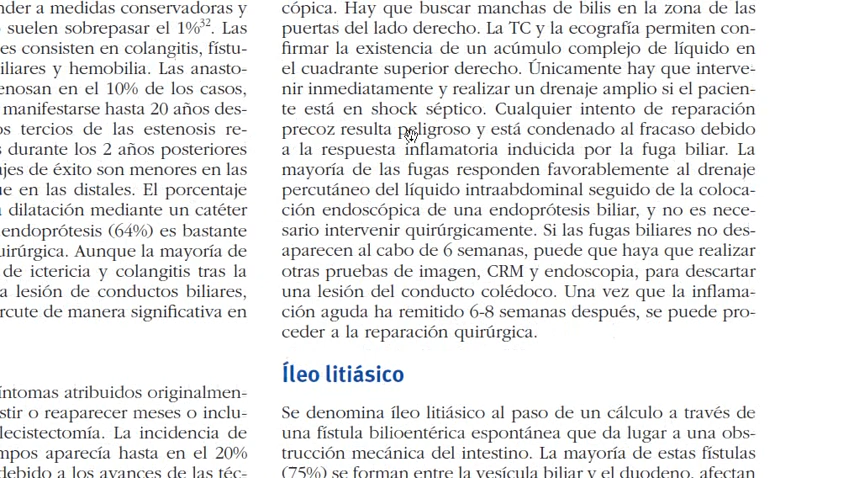 nder a medidas conservadoras y
suelen sobrepasar el 1%32. Las
es consisten en colangitis, fístu-
iliares y hemobilia. Las anasto-
enosan en el 10% de los casos,
manifestarse hasta 20 años des-
os tercios de las estenosis re-
durante los 2 años posteriores
ajes de éxito son menores en las
ue en las distales. El porcentaje
dilatación mediante un catéter
endoprótesis (64%) es bastante
uirúrgica. Aunque la mayoría de
de ictericia y colangitis tras la
a lesión de conductos biliares,
rcute de manera significativa en
íntomas atribuidos originalmen-
stir o reaparecer meses o inclu-
lecistectomía. La incidencia de
mpos aparecía hasta en el 20%
debido a los avances de las téc-
cópica. Hay que buscar manchas de bilis en la zona de las
puertas del lado derecho. La TC y la ecografía permiten con-
firmar la existencia de un acúmulo complejo de líquido en
el cuadrante superior derecho. Únicamente hay que interve-
nir inmediatamente y realizar un drenaje amplio si el pacien-
te está en shock séptico. Cualquier intento de reparación
precoz resulta peligroso y está condenado al fracaso debido
a la respuesta inflamatoria inducida por la fuga biliar. La
mayoría de las fugas responden favorablemente al drenaje
percutáneo del líquido intraabdominal seguido de la coloca-
ción endoscópica de una endoprótesis biliar, y no es nece-
sario intervenir quirúrgicamente. Si las fugas biliares no des-
aparecen al cabo de 6 semanas, puede que haya que realizar
otras pruebas de imagen, CRM y endoscopia, para descartar
una lesión del conducto colédoco. Una vez que la inflama-
ción aguda ha remitido 6-8 semanas después, se puede pro-
ceder a la reparación quirúrgica.
Íleo litiásico
Se denomina íleo litiásico al paso de un cálculo a través de
una fístula bilioentérica espontánea que da lugar a una obs-
trucción mecánica del intestino. La mayoría de estas fístulas
(75%) se forman entre la vesícula biliar y el duodeno, afectan